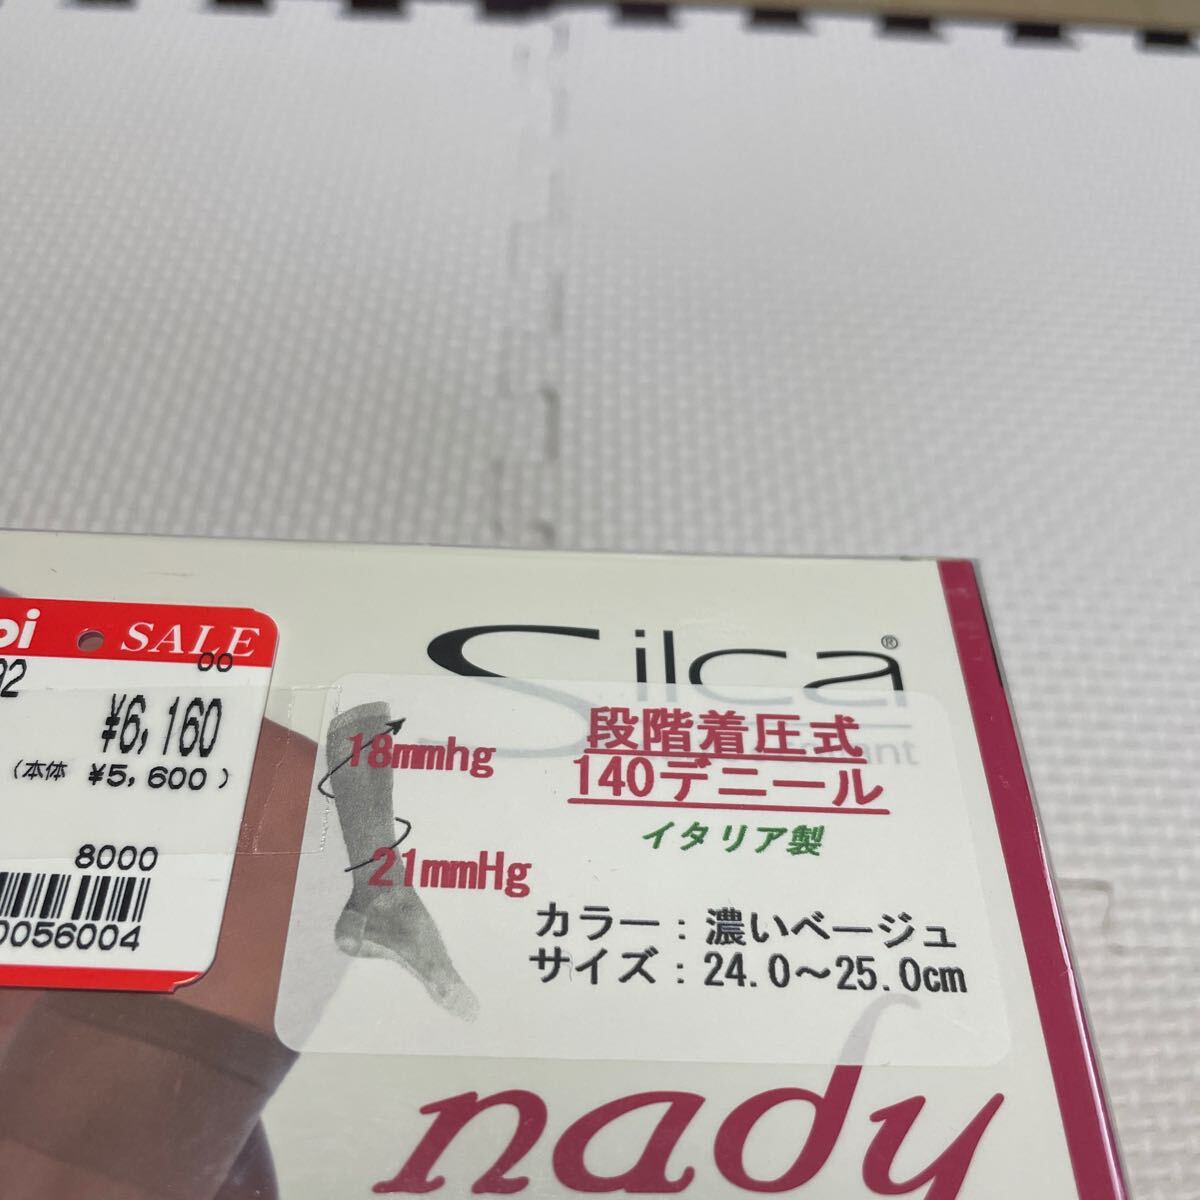 SALE
00
92
¥6,160
(本体 ¥5,600)
8000
0056004
Silca®
段階着圧式
140デニール
イタリア製
18mmhg
21mmHg
カラー:濃いベージュ
サイズ:24.0～25.0cm
nady